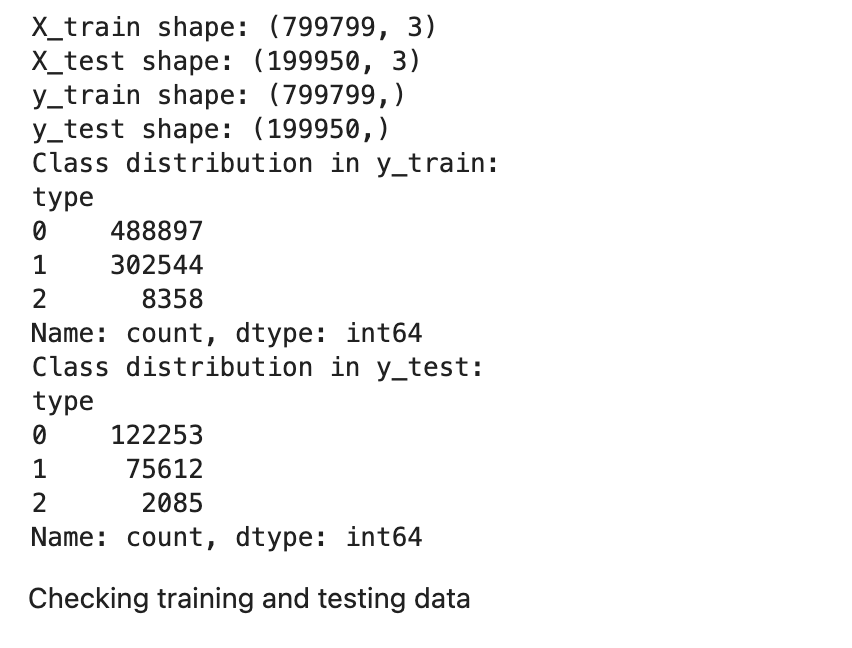 X_train shape: (799799, 3)
X_test shape: (199950, 3)
y_train shape: (799799,)
y_test shape: (199950,)
Class distribution in y_train:
type
0    488897
1    302544
2      8358
Name: count, dtype: int64
Class distribution in y_test:
type
0    122253
1     75612
2      2085
Name: count, dtype: int64
Checking training and testing data